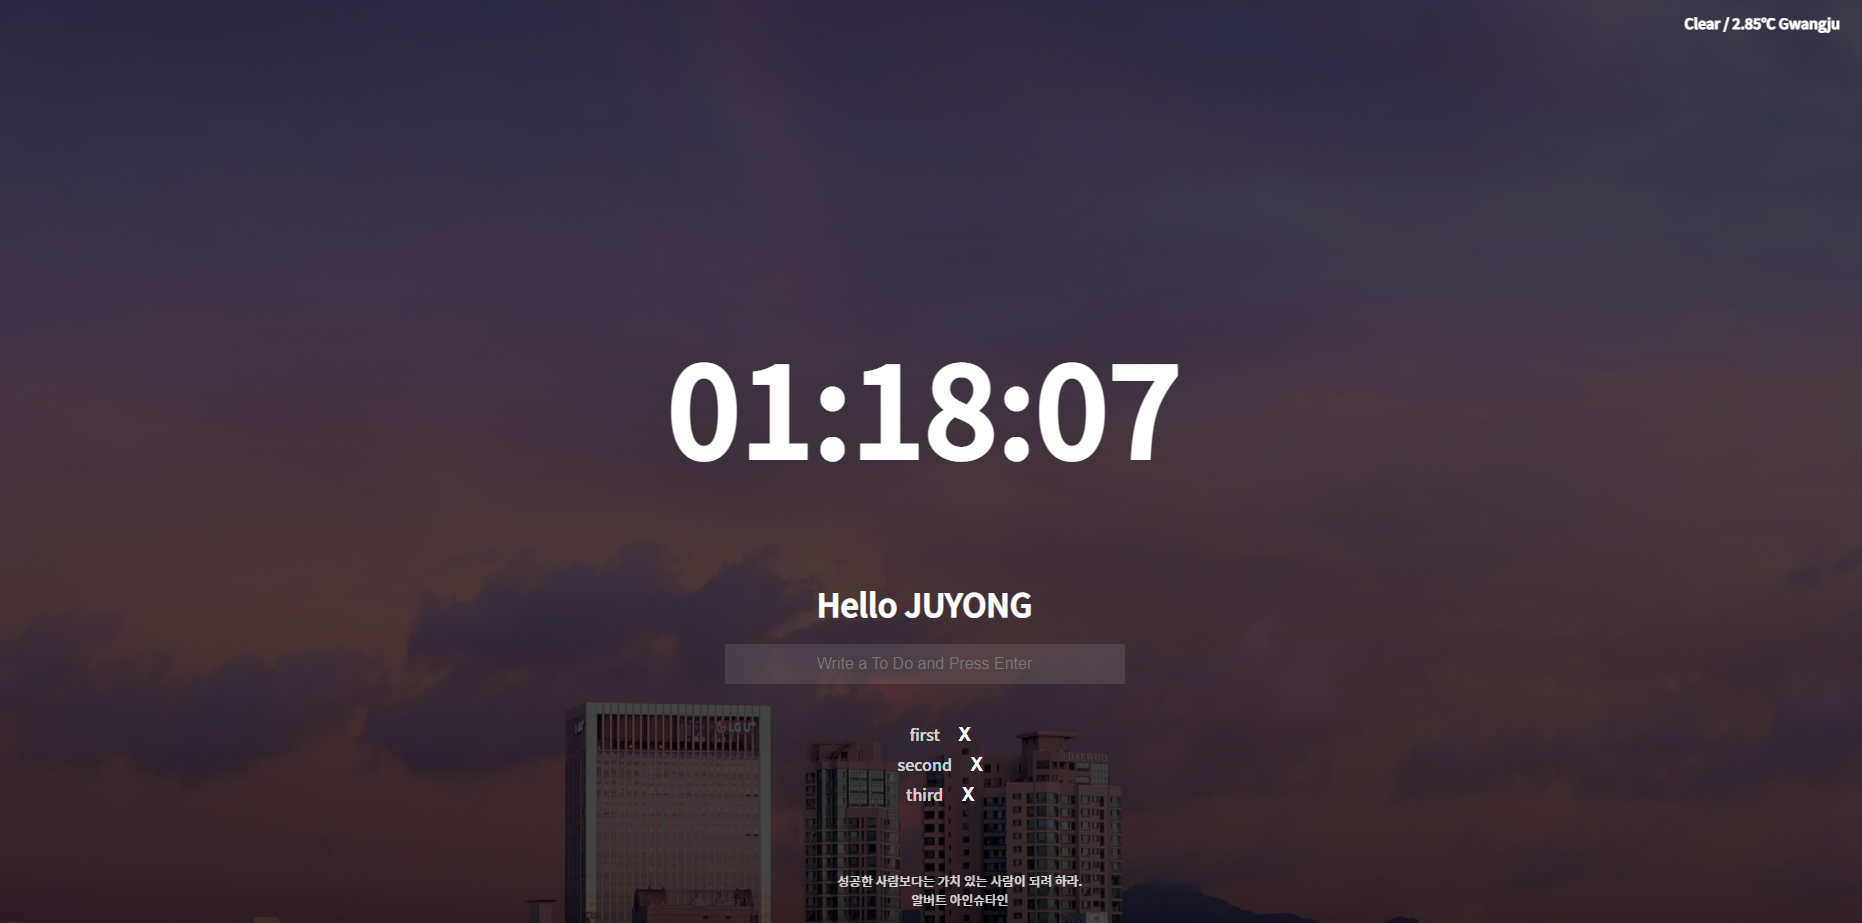 Clear / 2.85℃ Gwangju
01:18:07
Hello JUYONG
Write a To Do and Press Enter
LG U+
first X
second X
DAEWOO
third X
성공한 사람보다는 가치 있는 사람이 되려 하라.
알버트 아인슈타인